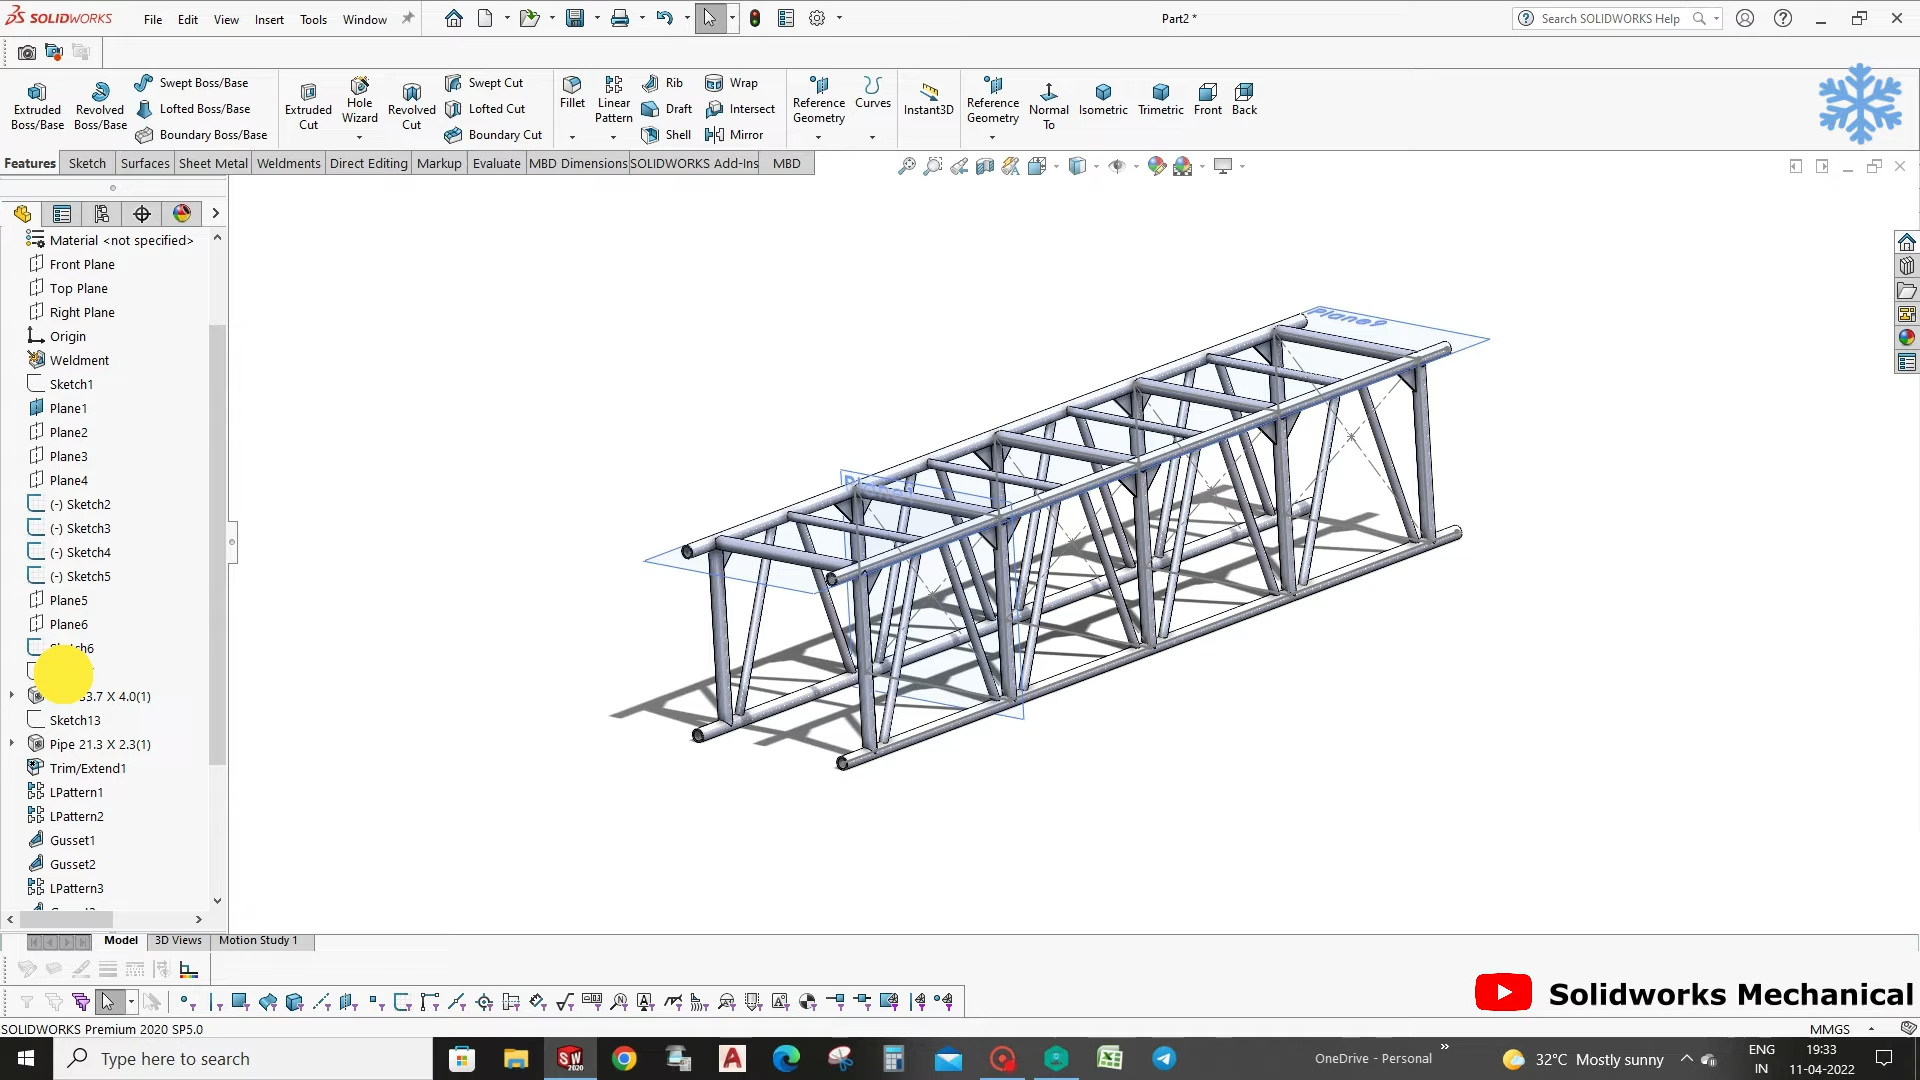 SOLIDWORKS
File Edit View Insert Tools Window
Part2 *
Search SOLIDWORKS Help
Extruded Boss/Base
Revolved Boss/Base
Swept Boss/Base
Lofted Boss/Base
Boundary Boss/Base
Extruded Cut
Hole Wizard
Revolved Cut
Swept Cut
Lofted Cut
Boundary Cut
Fillet
Linear Pattern
Rib
Draft
Shell
Wrap
Intersect
Mirror
Reference Geometry
Curves
Instant3D
Reference Geometry
Normal To
Isometric
Trimetric
Front
Back
Features Sketch Surfaces Sheet Metal Weldments Direct Editing Markup Evaluate MBD Dimensions SOLIDWORKS Add-Ins MBD
Material <not specified>
Front Plane
Top Plane
Right Plane
Origin
Weldment
Sketch1
Plane1
Plane2
Plane3
Plane4
(-) Sketch2
(-) Sketch3
(-) Sketch4
(-) Sketch5
Plane5
Plane6
3.7 X 4.0(1)
Sketch13
Pipe 21.3 X 2.3(1)
Trim/Extend1
LPattern1
LPattern2
Gusset1
Gusset2
LPattern3
Plane9
Model 3D Views Motion Study 1
Solidworks Mechanical
SOLIDWORKS Premium 2020 SP5.0
MMGS
Type here to search
SW
2020
OneDrive - Personal
32°C Mostly sunny
ENG
IN
19:33
11-04-2022